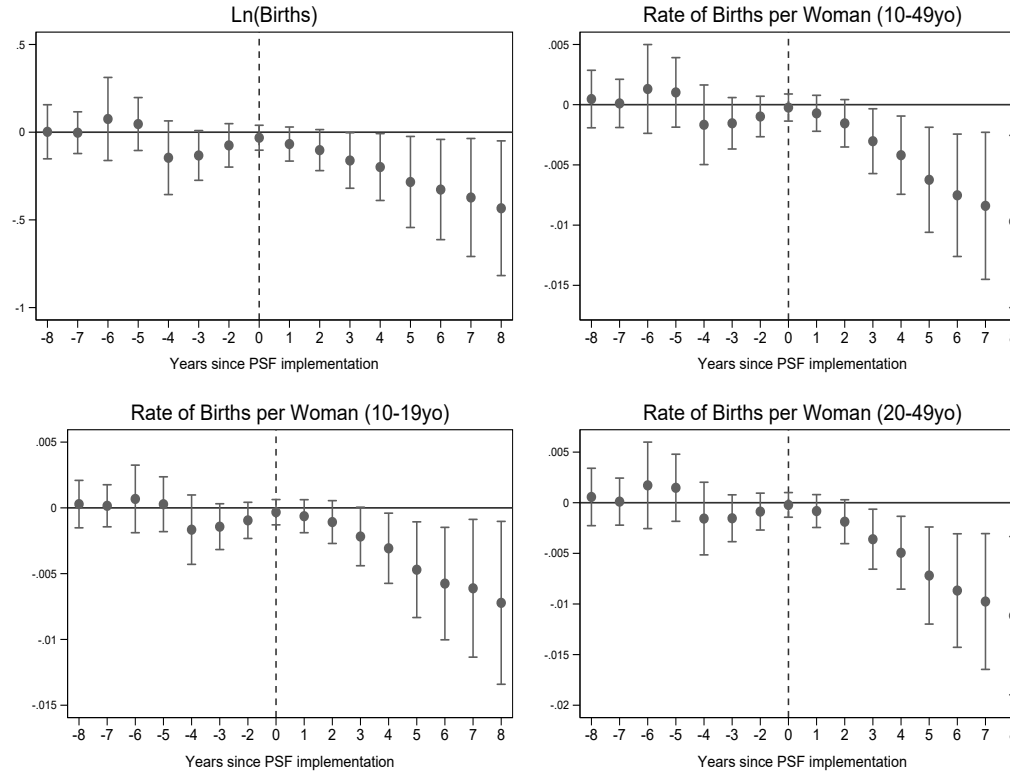 Ln(Births)
.5
0
-.5
-1
-8 -7 -6 -5 -4 -3 -2 0 1 2 3 4 5 6 7 8
Years since PSF implementation
Rate of Births per Woman (10-49yo)
.005
0
-.005
-.01
-.015
-8 -7 -6 -5 -4 -3 -2 0 1 2 3 4 5 6 7
Years since PSF implementation
Rate of Births per Woman (10-19yo)
.005
0
-.005
-.01
-.015
-8 -7 -6 -5 -4 -3 -2 0 1 2 3 4 5 6 7 8
Years since PSF implementation
Rate of Births per Woman (20-49yo)
.005
0
-.005
-.01
-.015
-.02
-8 -7 -6 -5 -4 -3 -2 0 1 2 3 4 5 6 7
Years since PSF implementation